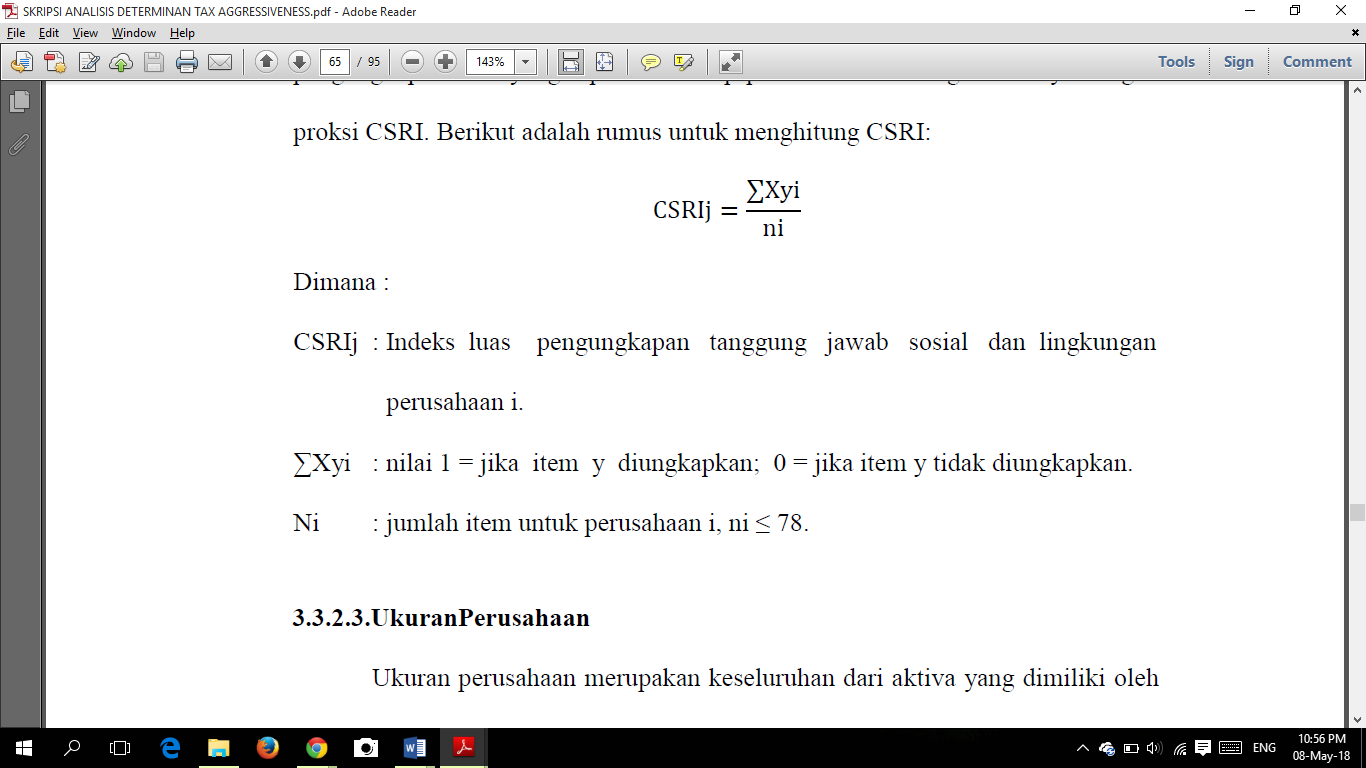 SKRIPSI ANALISIS DETERMINAN TAX AGGRESSIVENESS.pdf - Adobe Reader
File Edit View Window Help
65 / 95 143% Tools Sign Comment
proksi CSRI. Berikut adalah rumus untuk menghitung CSRI:
CSRIj = ∑Xyi / ni
Dimana :
CSRIj : Indeks luas pengungkapan tanggung jawab sosial dan lingkungan
perusahaan i.
∑Xyi : nilai 1 = jika item y diungkapkan; 0 = jika item y tidak diungkapkan.
Ni : jumlah item untuk perusahaan i, ni ≤ 78.
3.3.2.3.UkuranPerusahaan
Ukuran perusahaan merupakan keseluruhan dari aktiva yang dimiliki oleh
ENG
10:56 PM
08-May-18